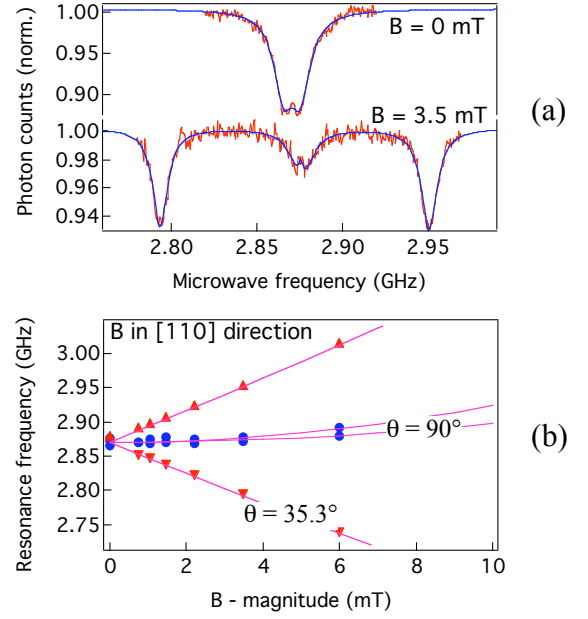 1.00
B = 0 mT
0.90
(a)
B = 3.5 mT
1.00
0.98
0.96
0.94
Photon counts (norm.)
2.80 2.85 2.90 2.95
Microwave frequency (GHz)
B in [110] direction
3.00
2.95
2.90
2.85
2.80
2.75
Resonance frequency (GHz)
θ = 90°
(b)
θ = 35.3°
0 2 4 6 8 10
B - magnitude (mT)